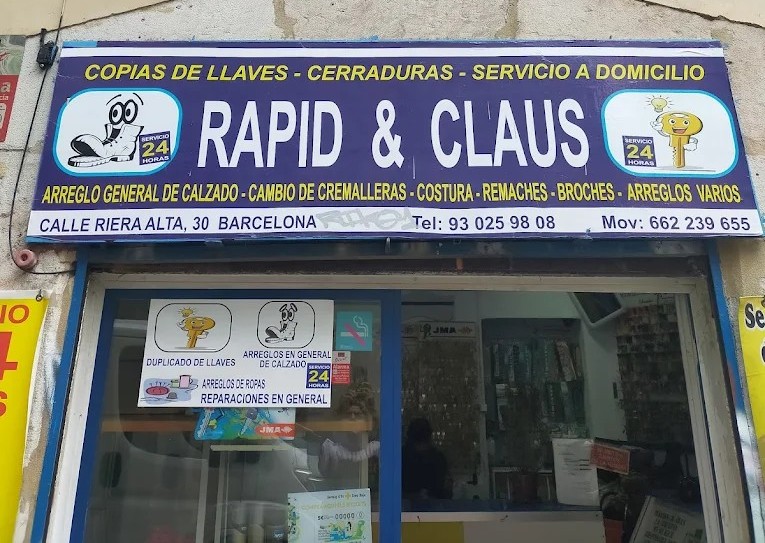 COPIAS DE LLAVES - CERRADURAS - SERVICIO A DOMICILIO
SERVICIO
24
HORAS
RAPID & CLAUS
SERVICIO
24
HORAS
ARREGLO GENERAL DE CALZADO - CAMBIO DE CREMALLERAS - COSTURA - REMACHES - BROCHES - ARREGLOS VARIOS
CALLE RIERA ALTA, 30 BARCELONA Tel: 93 025 98 08 Mov: 662 239 655
DUPLICADO DE LLAVES
ARREGLOS EN GENERAL
DE CALZADO
ARREGLOS DE ROPAS
REPARACIONES EN GENERAL
SERVICIO
24
HORAS
JMA
JMA